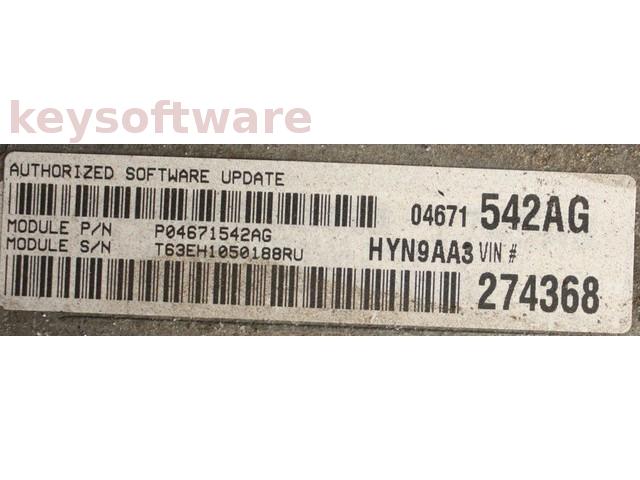 keysoftware
AUTHORIZED SOFTWARE UPDATE
04671 542AG
MODULE P/N P04671542AG
MODULE S/N T63EH1050188RU
HYN9AA3 VIN #
274368